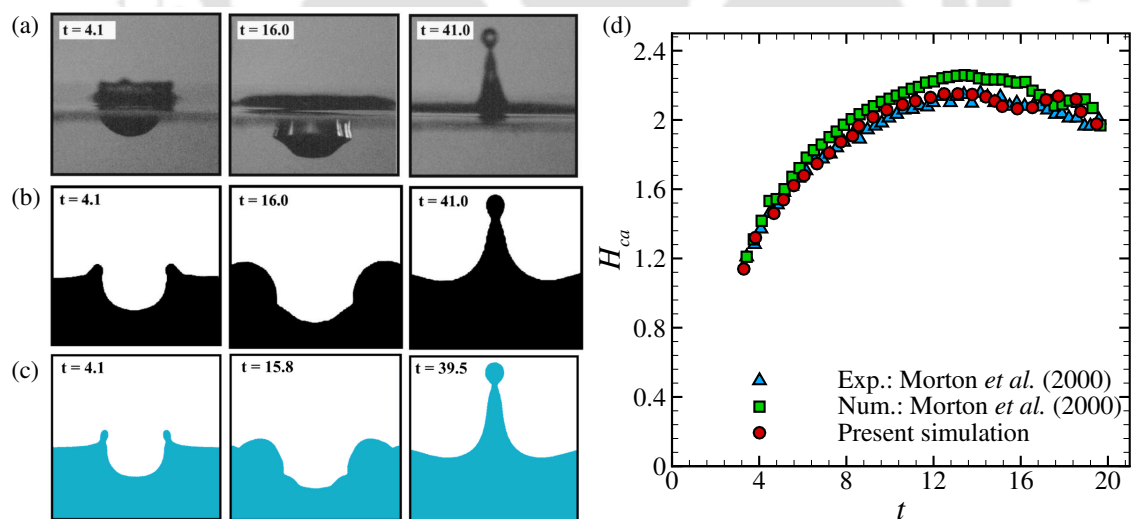 (a)
t = 4.1
t = 16.0
t = 41.0
(b)
t = 4.1
t = 16.0
t = 41.0
(c)
t = 4.1
t = 15.8
t = 39.5
(d)
2.4
2
1.6
1.2
0.8
0.4
0
H_ca
4
8
12
16
20
t
Exp.: Morton et al. (2000)
Num.: Morton et al. (2000)
Present simulation